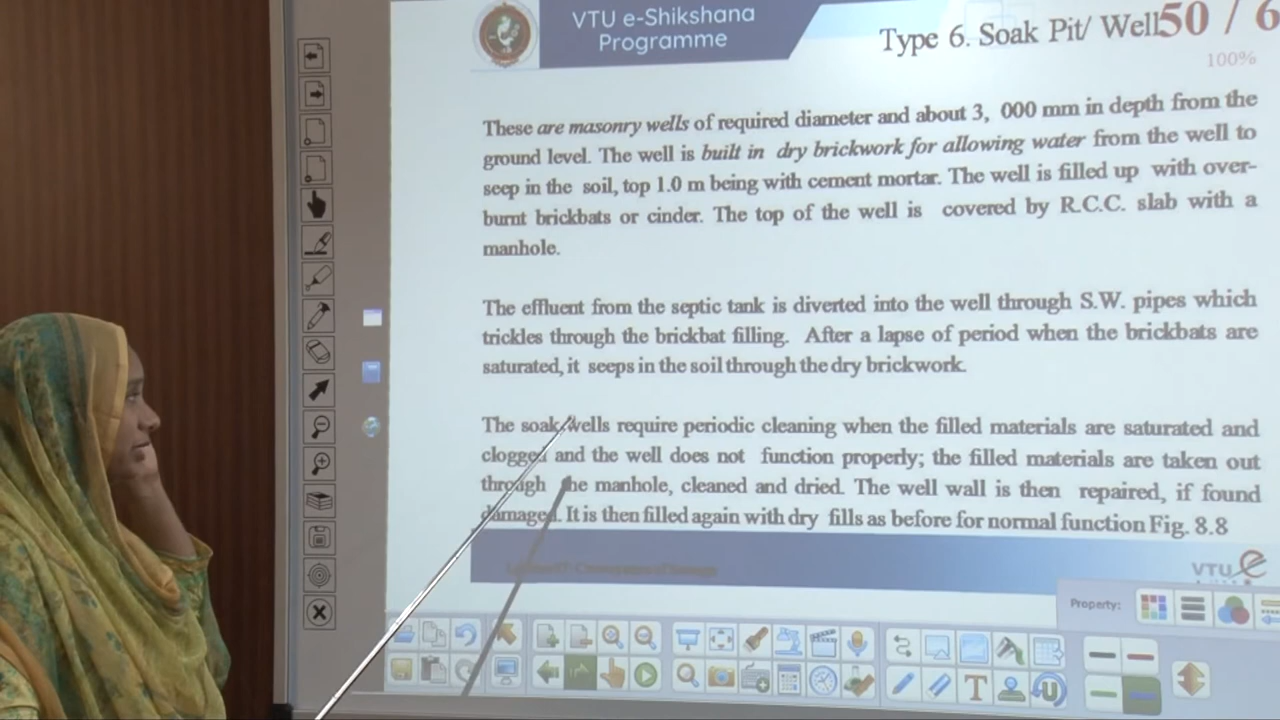 VTU e-Shikshana
Programme
Type 6. Soak Pit/ Well
50 / 6
100%
These are masonry wells of required diameter and about 3, 000 mm in depth from the
ground level. The well is built in dry brickwork for allowing water from the well to
seep in the soil, top 1.0 m being with cement mortar. The well is filled up with over-
burnt brickbats or cinder. The top of the well is covered by R.C.C. slab with a
manhole.
The effluent from the septic tank is diverted into the well through S.W. pipes which
trickles through the brickbat filling. After a lapse of period when the brickbats are
saturated, it seeps in the soil through the dry brickwork.
The soak wells require periodic cleaning when the filled materials are saturated and
clogged and the well does not function properly; the filled materials are taken out
through the manhole, cleaned and dried. The well wall is then repaired, if found
damaged. It is then filled again with dry fills as before for normal function Fig. 8.8
VTU e
Property:
T